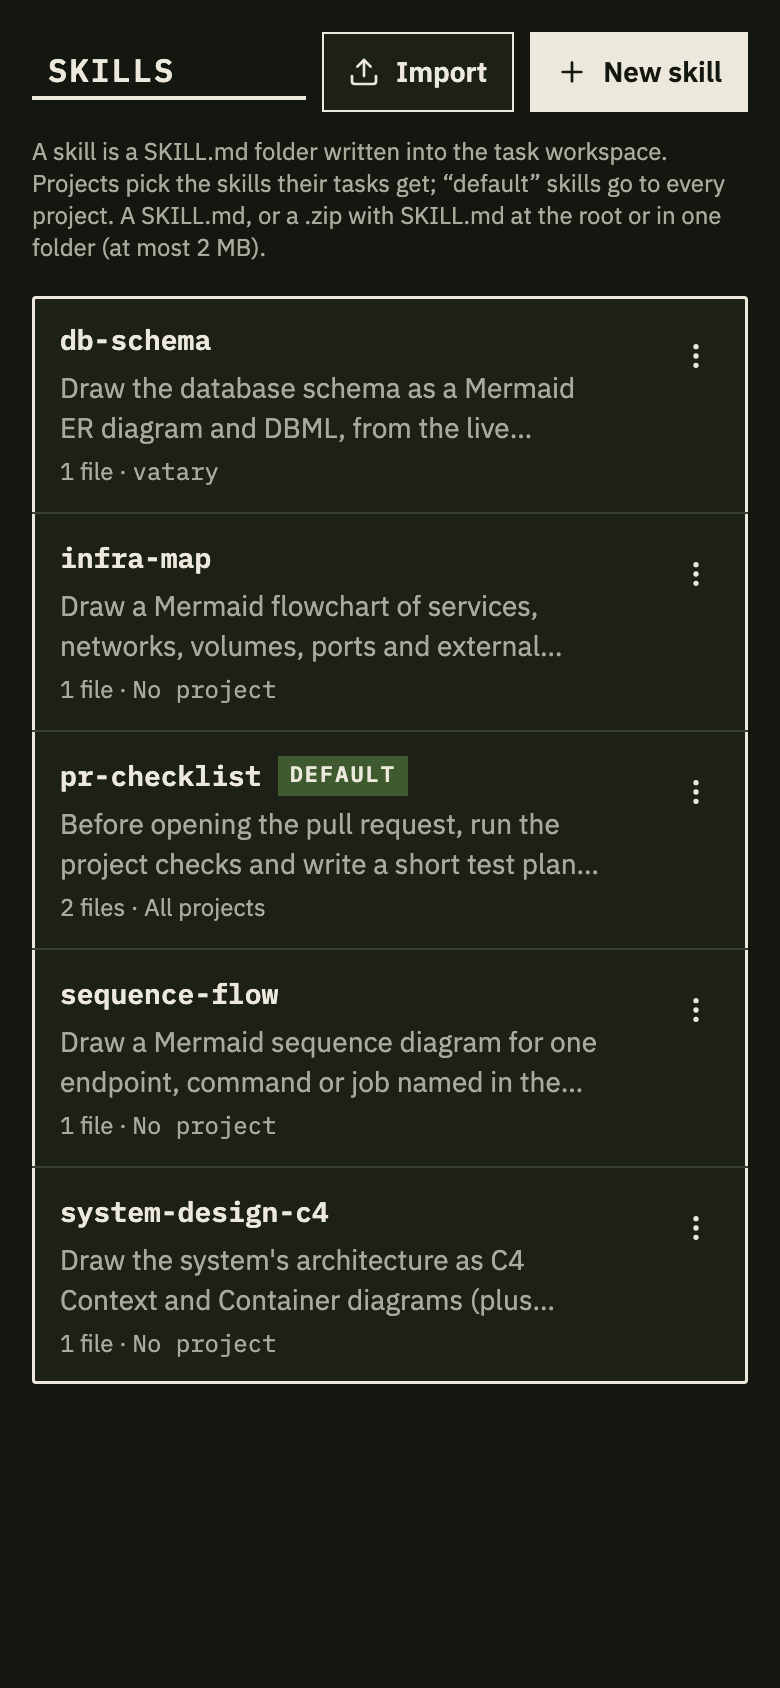 SKILLS
Import
New skill
A skill is a SKILL.md folder written into the task workspace.
Projects pick the skills their tasks get; “default” skills go to every
project. A SKILL.md, or a .zip with SKILL.md at the root or in one
folder (at most 2 MB).
db-schema
Draw the database schema as a Mermaid
ER diagram and DBML, from the live...
1 file · vatary
infra-map
Draw a Mermaid flowchart of services,
networks, volumes, ports and external...
1 file · No project
pr-checklist DEFAULT
Before opening the pull request, run the
project checks and write a short test plan...
2 files · All projects
sequence-flow
Draw a Mermaid sequence diagram for one
endpoint, command or job named in the...
1 file · No project
system-design-c4
Draw the system's architecture as C4
Context and Container diagrams (plus...
1 file · No project